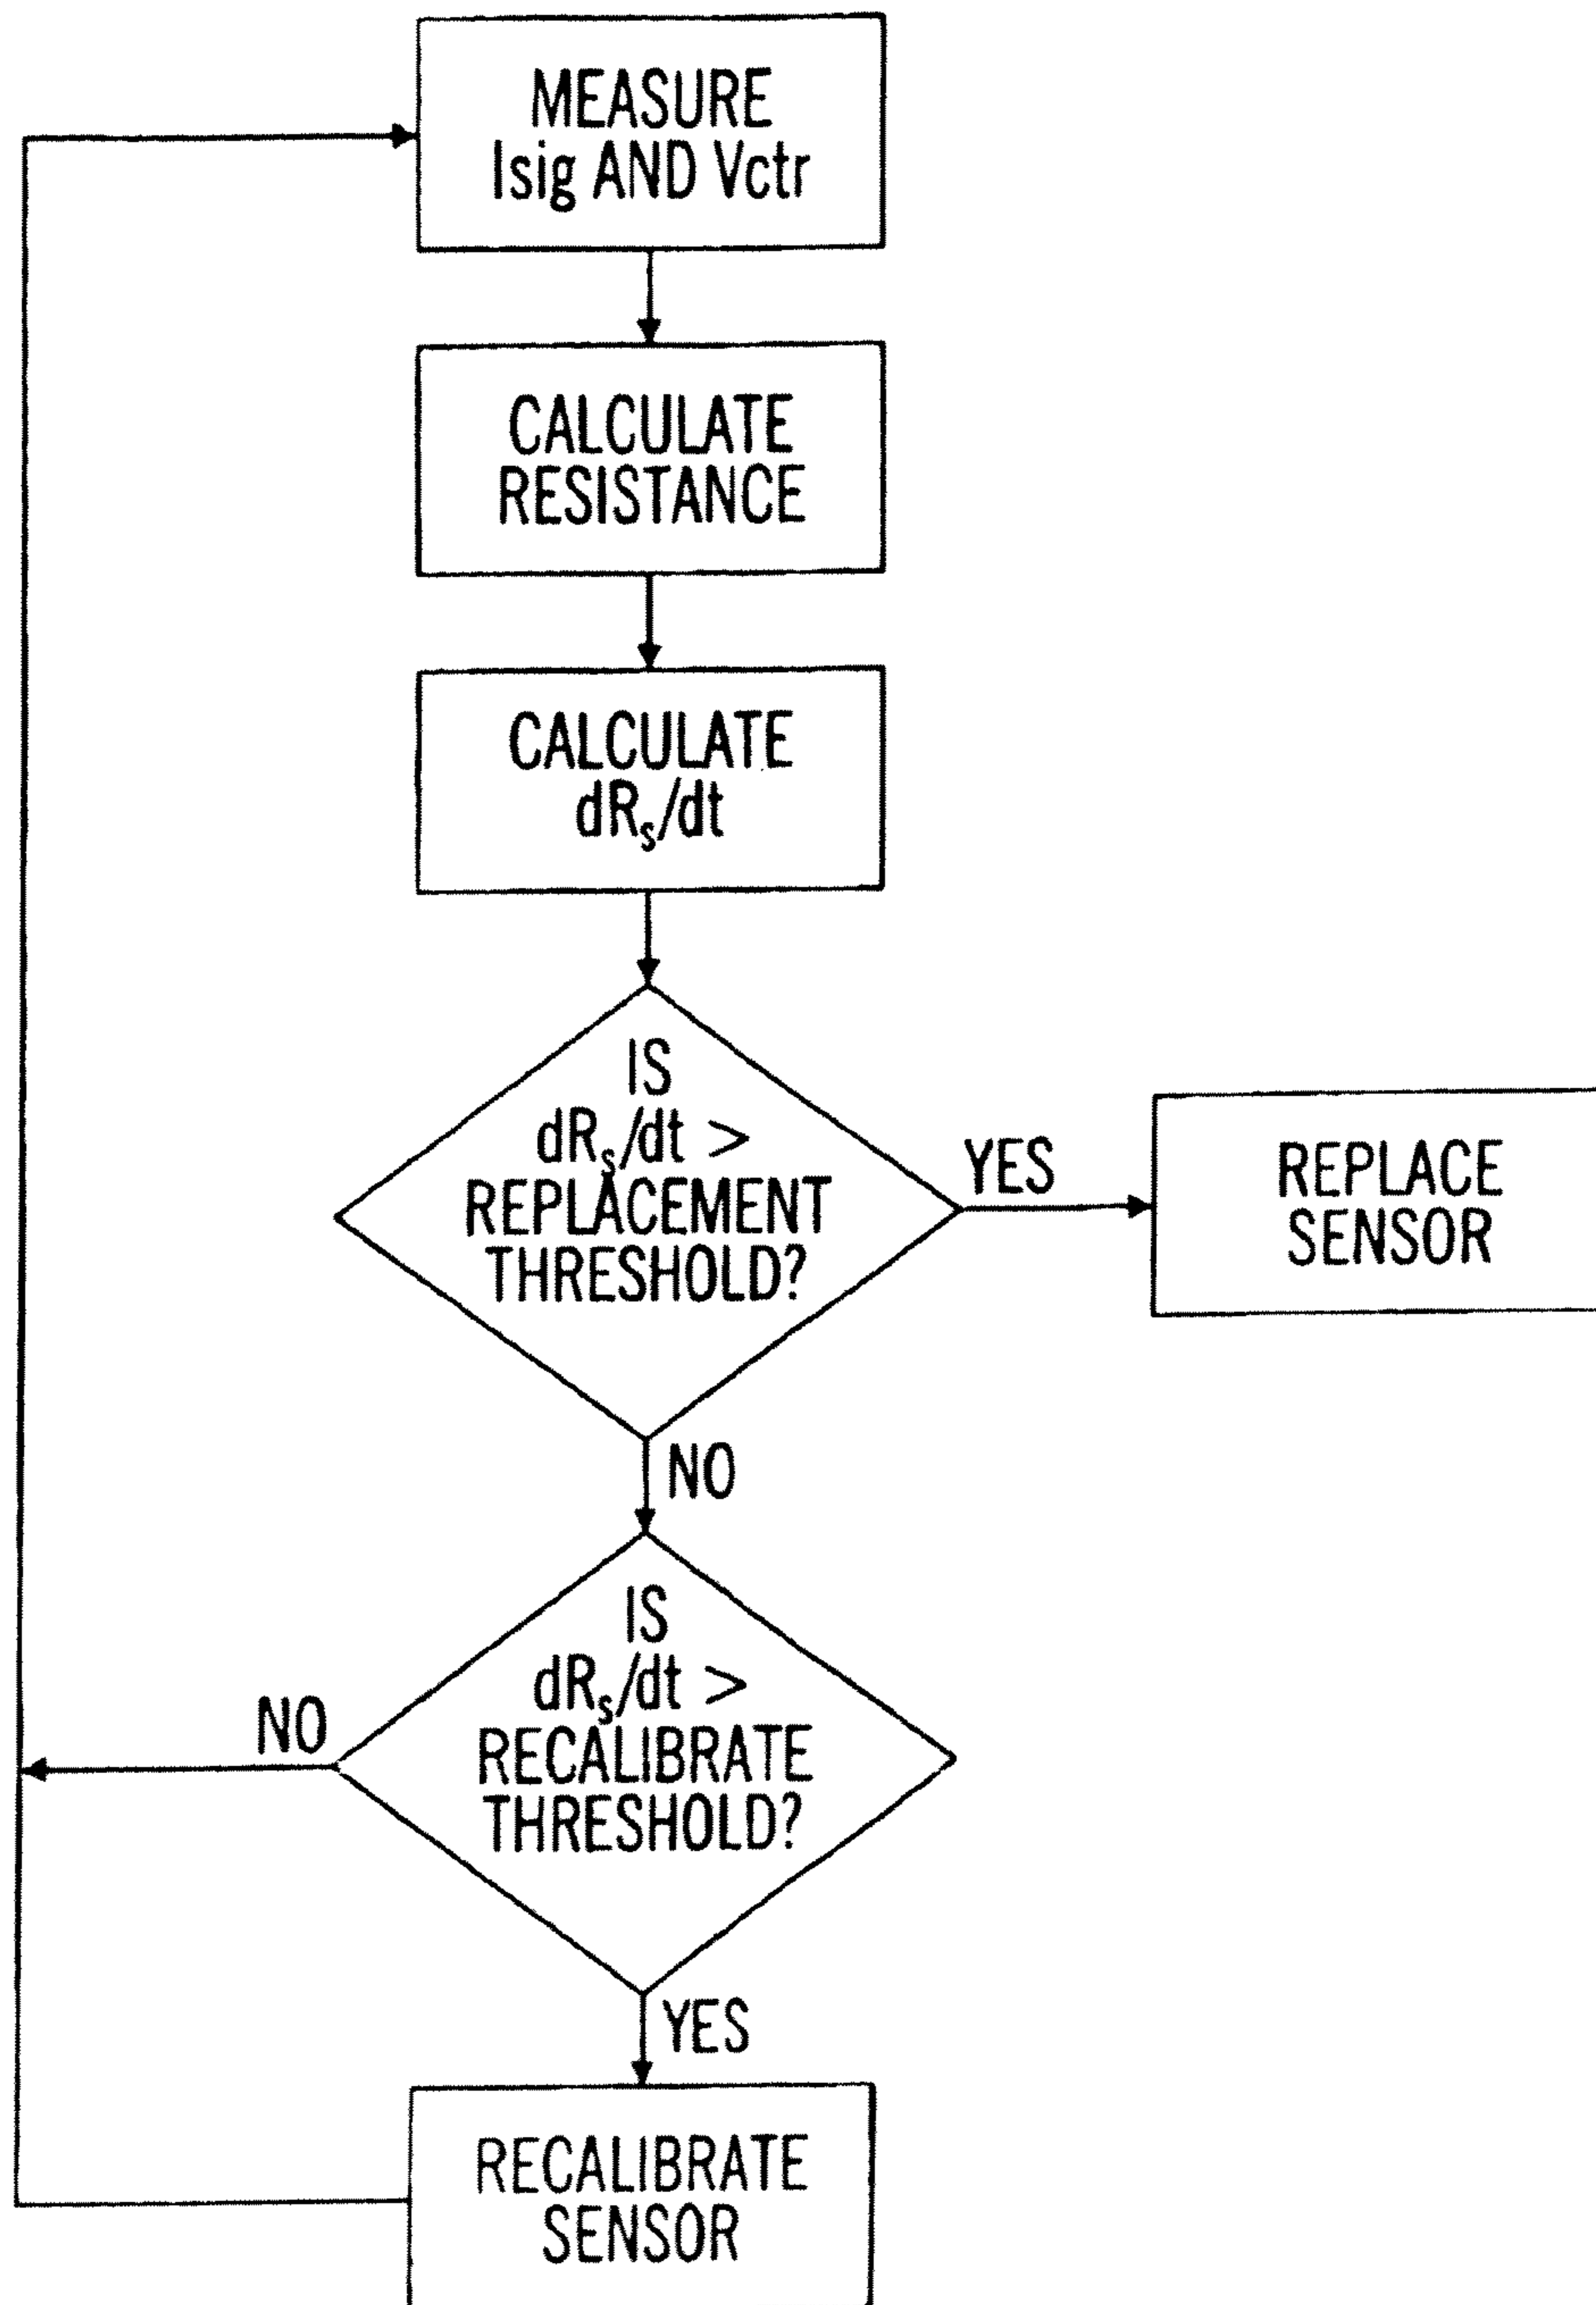 MEASURE
Isig AND Vctr
CALCULATE
RESISTANCE
CALCULATE
dRs/dt
IS
dRs/dt >
REPLACEMENT
THRESHOLD?
YES
REPLACE
SENSOR
NO
IS
dRs/dt >
RECALIBRATE
THRESHOLD?
NO
YES
RECALIBRATE
SENSOR